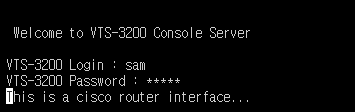 Welcome to VTS-3200 Console Server
VTS-3200 Login : sam
VTS-3200 Password : *****
This is a cisco router interface...